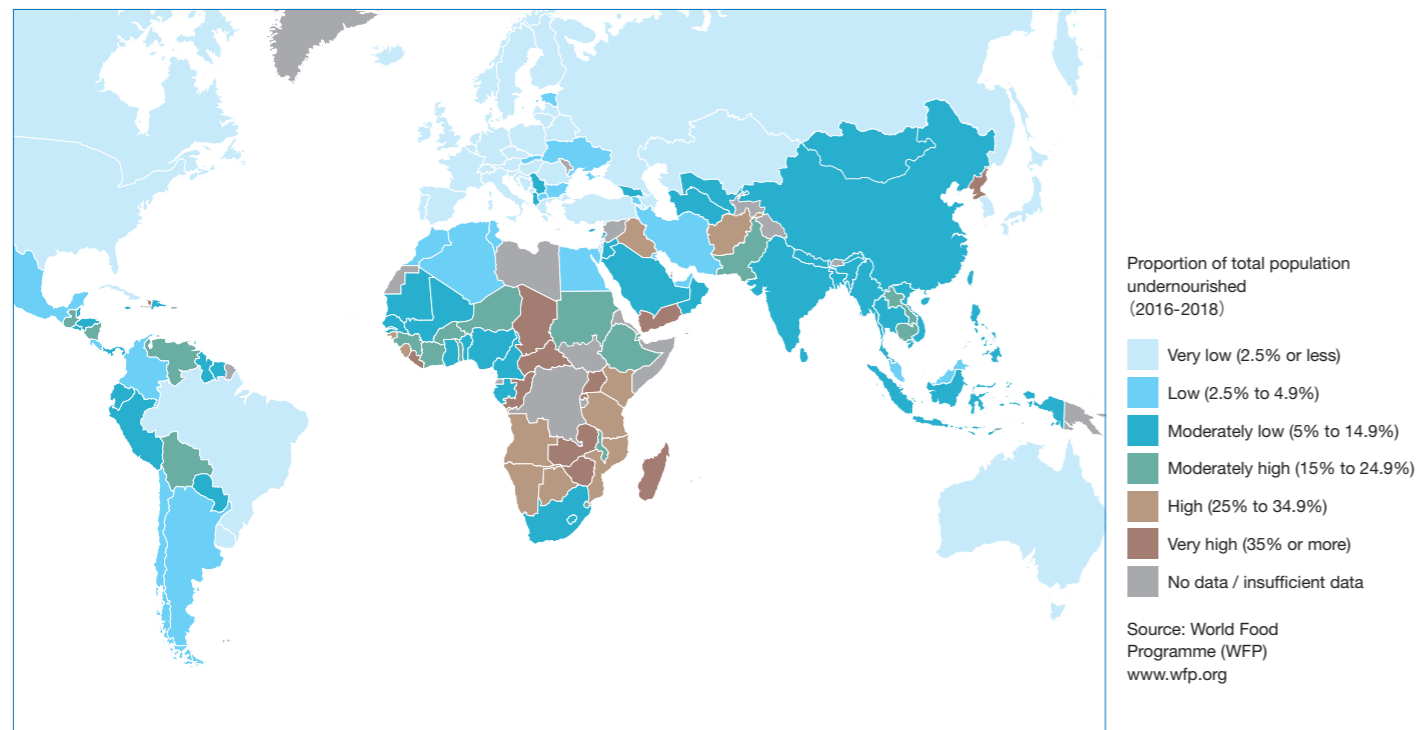 Proportion of total population
undernourished
（2016-2018）
Very low (2.5% or less)
Low (2.5% to 4.9%)
Moderately low (5% to 14.9%)
Moderately high (15% to 24.9%)
High (25% to 34.9%)
Very high (35% or more)
No data / insufficient data
Source: World Food
Programme (WFP)
www.wfp.org